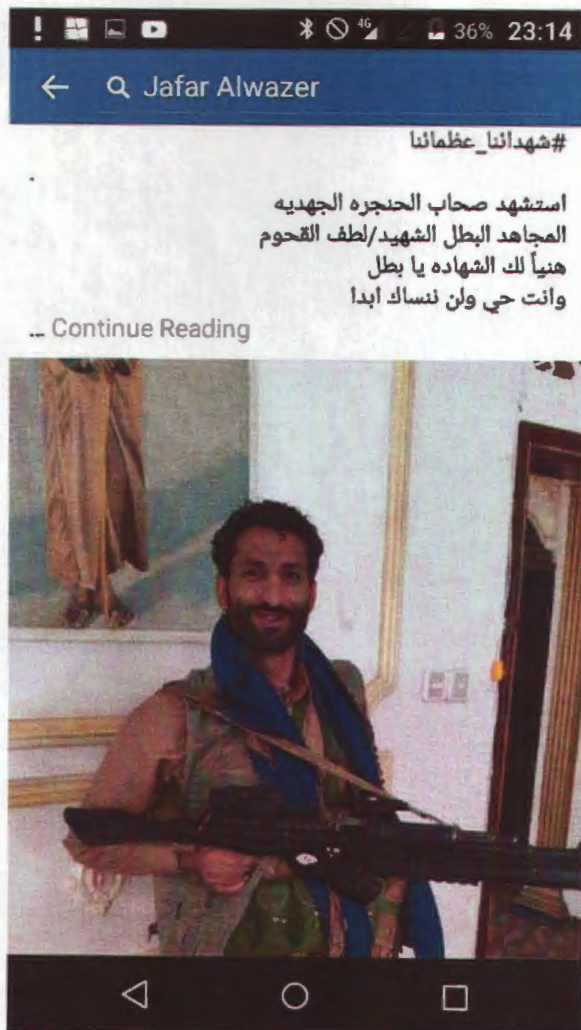 36% 23:14
Jafar Alwazer
#شهدائنا_عظمائنا
.
استشهد صحاب الحنجره الجهديه
المجاهد البطل الشهيد/لطف القحوم
هنياً لك الشهاده يا بطل
وانت حي ولن ننساك ابدا
... Continue Reading